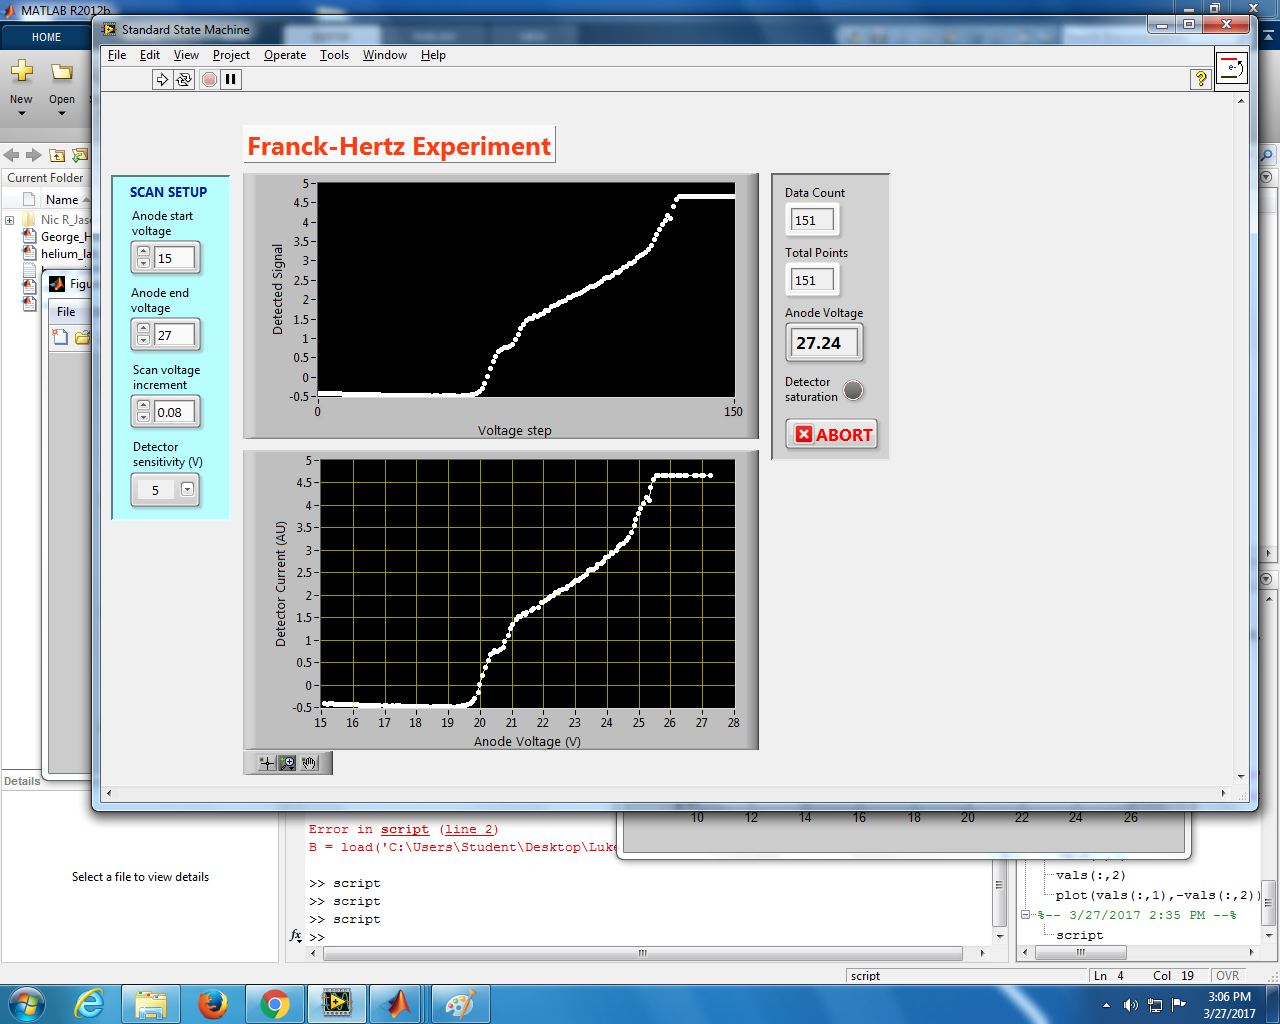 MATLAB R2012b
HOME
New
Open
Current Folder
Name
Nic R_Jas
George_H
helium_la
Figu
File
Standard State Machine
File Edit View Project Operate Tools Window Help
Franck-Hertz Experiment
SCAN SETUP
Anode start
voltage
15
Anode end
voltage
27
Scan voltage
increment
0.08
Detector
sensitivity (V)
5
Detected Signal
5
4.5
4
3.5
3
2.5
2
1.5
1
0.5
0
-0.5
0 150
Voltage step
Detector Current (AU)
5
4.5
4
3.5
3
2.5
2
1.5
1
0.5
0
-0.5
15 16 17 18 19 20 21 22 23 24 25 26 27 28
Anode Voltage (V)
Data Count
151
Total Points
151
Anode Voltage
27.24
Detector
saturation
ABORT
Details
Select a file to view details
10 12 14 16 18 20 22 24 26
Error in script (line 2)
B = load('C:\Users\Student\Desktop\Luke
>> script
>> script
>> script
fx >>
vals(:,2)
plot(vals(:,1),-vals(:,2))
%-- 3/27/2017 2:35 PM --%
script
script
Ln 4 Col 19 OVR
3:06 PM
3/27/2017